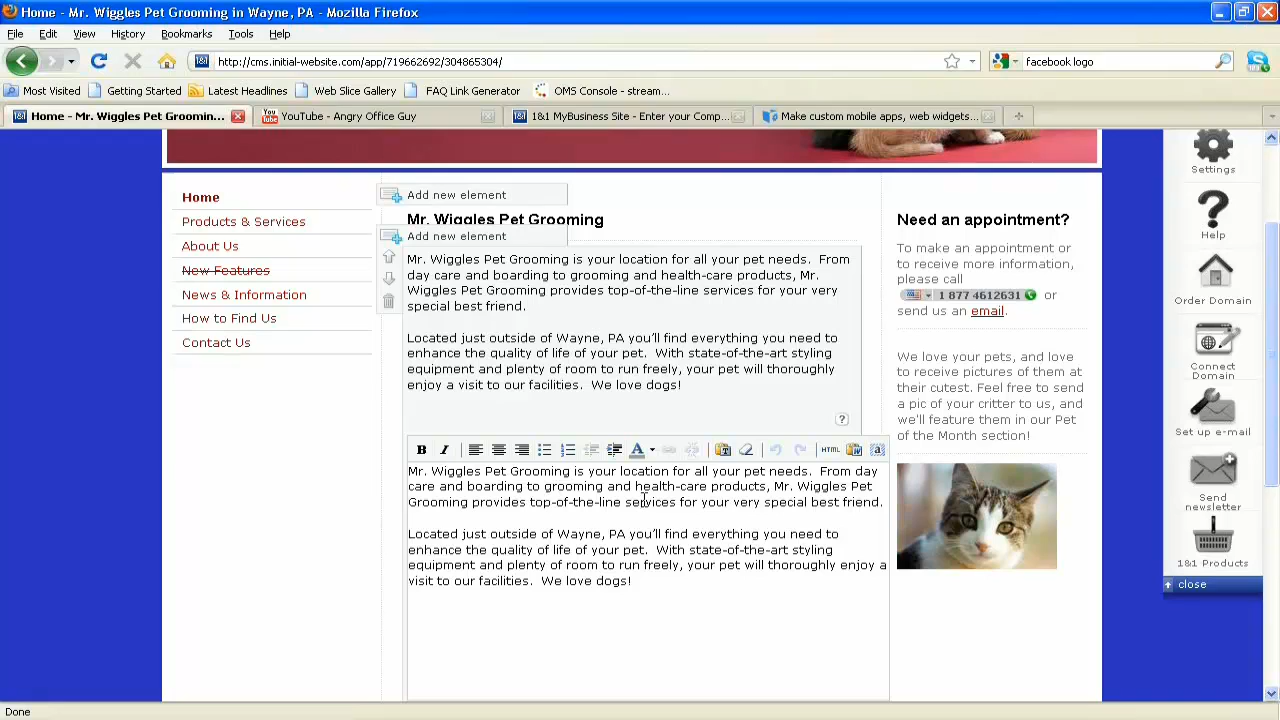 Home - Mr. Wiggles Pet Grooming in Wayne, PA - Mozilla Firefox
File Edit View History Bookmarks Tools Help
http://cms.initial-website.com/app/719662692/304865304/
facebook logo
Most Visited Getting Started Latest Headlines Web Slice Gallery FAQ Link Generator OMS Console - stream...
Home - Mr. Wiggles Pet Groomin... YouTube - Angry Office Guy 1&1 MyBusiness Site - Enter your Comp... Make custom mobile apps, web widgets...
Home
Products & Services
About Us
New Features
News & Information
How to Find Us
Contact Us
Add new element
Mr. Wiggles Pet Grooming
Add new element
Mr. Wiggles Pet Grooming is your location for all your pet needs. From
day care and boarding to grooming and health-care products, Mr.
Wiggles Pet Grooming provides top-of-the-line services for your very
special best friend.
Located just outside of Wayne, PA you'll find everything you need to
enhance the quality of life of your pet. With state-of-the-art styling
equipment and plenty of room to run freely, your pet will thoroughly
enjoy a visit to our facilities. We love dogs!
?
B I A HTML a
Mr. Wiggles Pet Grooming is your location for all your pet needs. From day
care and boarding to grooming and health-care products, Mr. Wiggles Pet
Grooming provides top-of-the-line services for your very special best friend.
Located just outside of Wayne, PA you'll find everything you need to
enhance the quality of life of your pet. With state-of-the-art styling
equipment and plenty of room to run freely, your pet will thoroughly enjoy a
visit to our facilities. We love dogs!
Need an appointment?
To make an appointment or
to receive more information,
please call
1 877 4612631 or
send us an email.
We love your pets, and love
to receive pictures of them at
their cutest. Feel free to send
a pic of your critter to us, and
we'll feature them in our Pet
of the Month section!
Settings
Help
Order Domain
Connect
Domain
Set up e-mail
Send
newsletter
1&1 Products
close
Done